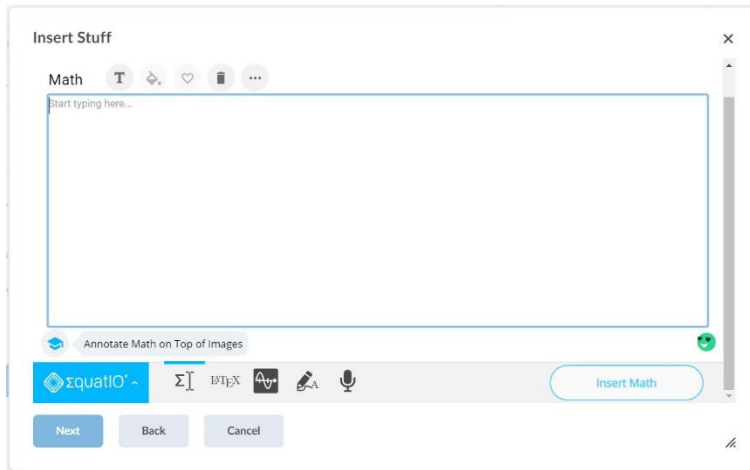 Insert Stuff ×
Math T ...
Start typing here...
Annotate Math on Top of Images
ΣquatIO® ^ Σ LATEX A Insert Math
Next Back Cancel